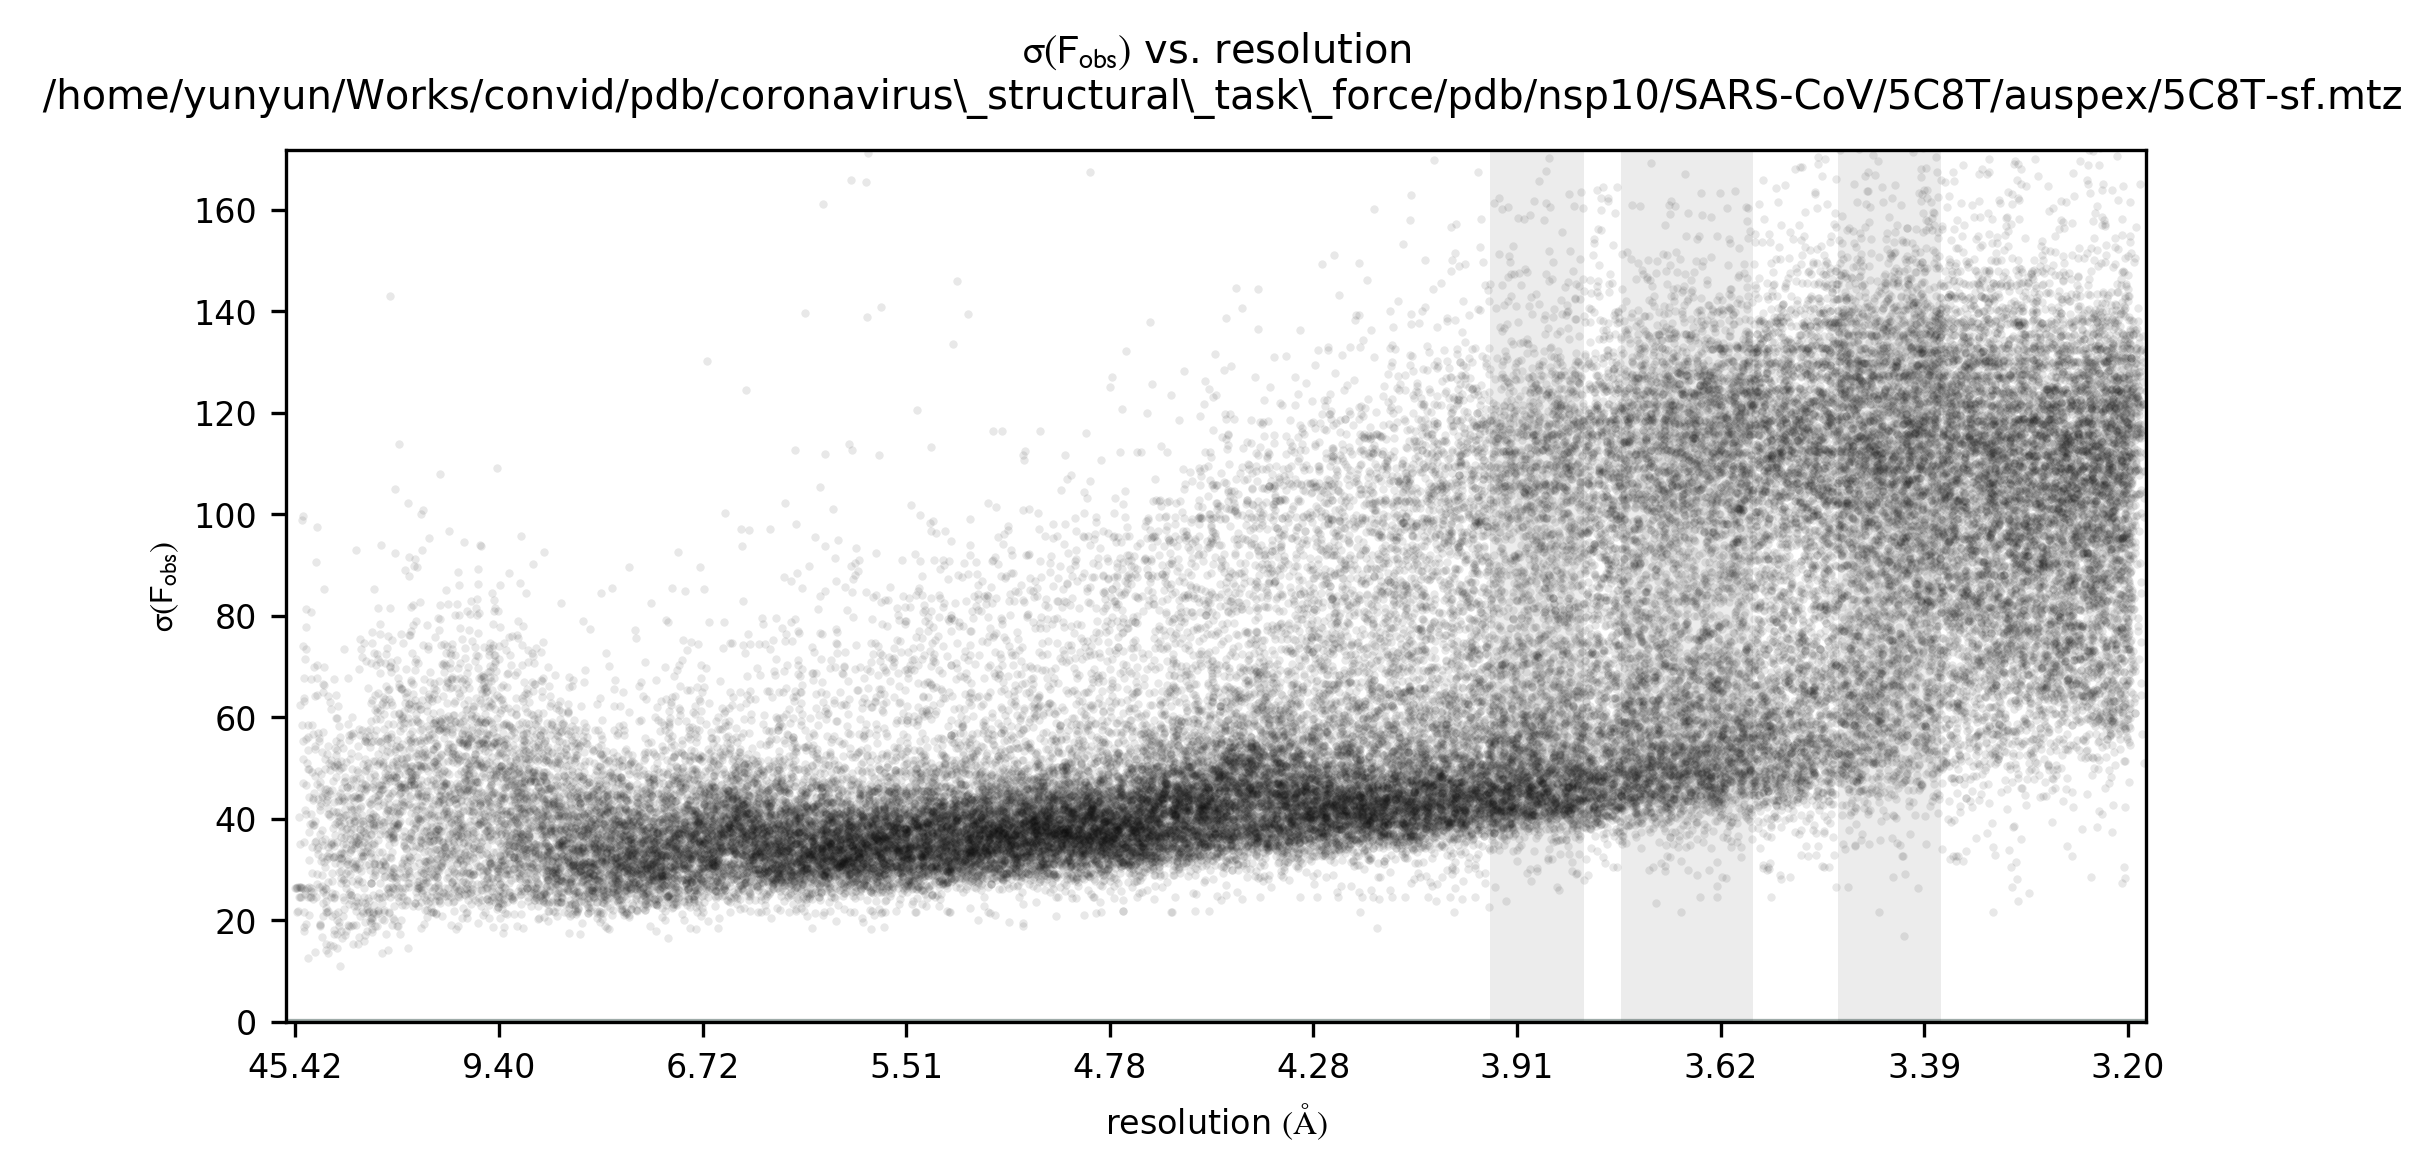 σ(Fobs) vs. resolution
/home/yunyun/Works/convid/pdb/coronavirus\_structural\_task\_force/pdb/nsp10/SARS-CoV/5C8T/auspex/5C8T-sf.mtz
160
140
120
100
80
60
40
20
0
σ(Fobs)
45.42 9.40 6.72 5.51 4.78 4.28 3.91 3.62 3.39 3.20
resolution (Å)